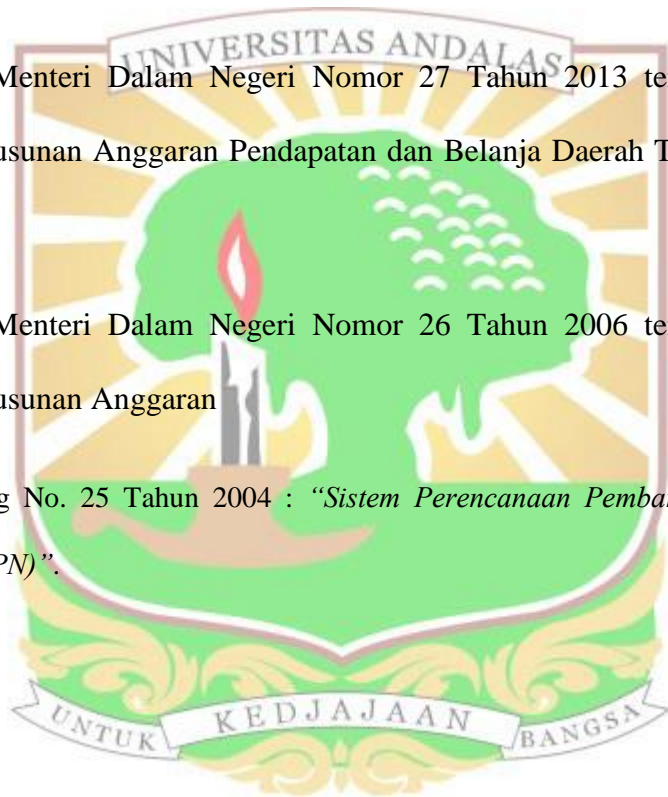 UNIVERSITAS ANDALAS
Menteri Dalam Negeri Nomor 27 Tahun 2013 te
usunan Anggaran Pendapatan dan Belanja Daerah T
Menteri Dalam Negeri Nomor 26 Tahun 2006 te
usunan Anggaran
g No. 25 Tahun 2004 : “Sistem Perencanaan Pemba
PN)”.
UNTUK KEDJAJAAN BANGSA